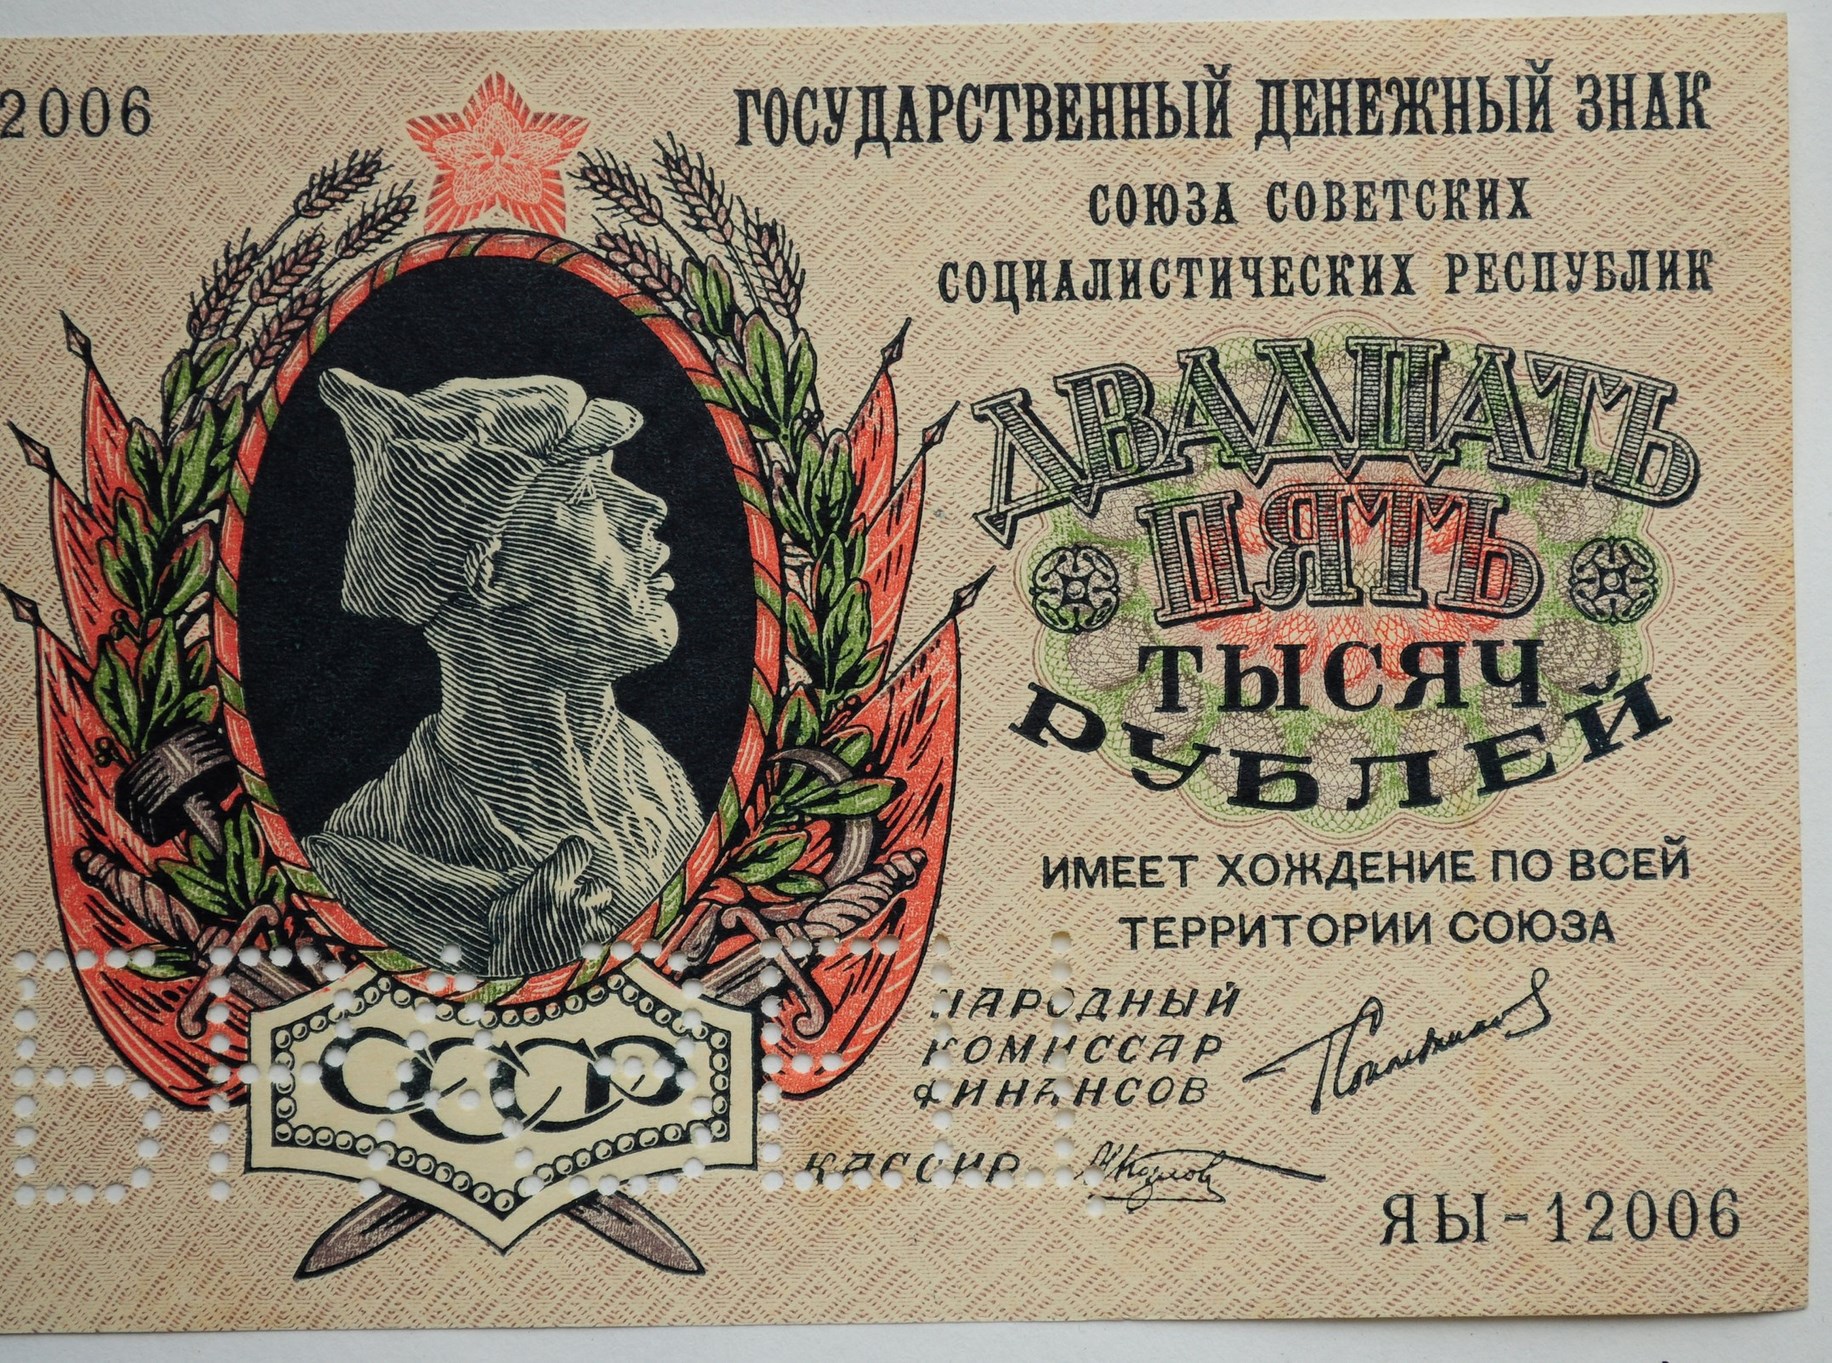 2006
ГОСУДАРСТВЕННЫЙ ДЕНЕЖНЫЙ ЗНАК
СОЮЗА СОВЕТСКИХ
СОЦИАЛИСТИЧЕСКИХ РЕСПУБЛИК
ДВАДЦАТЬ
ПЯТЬ
ТЫСЯЧ
РУБЛЕЙ
ИМЕЕТ ХОЖДЕНИЕ ПО ВСЕЙ
ТЕРРИТОРИИ СОЮЗА
НАРОДНЫЙ
КОМИССАР
ФИНАНСОВ
КАССИР
СССР
ЯЫ-12006